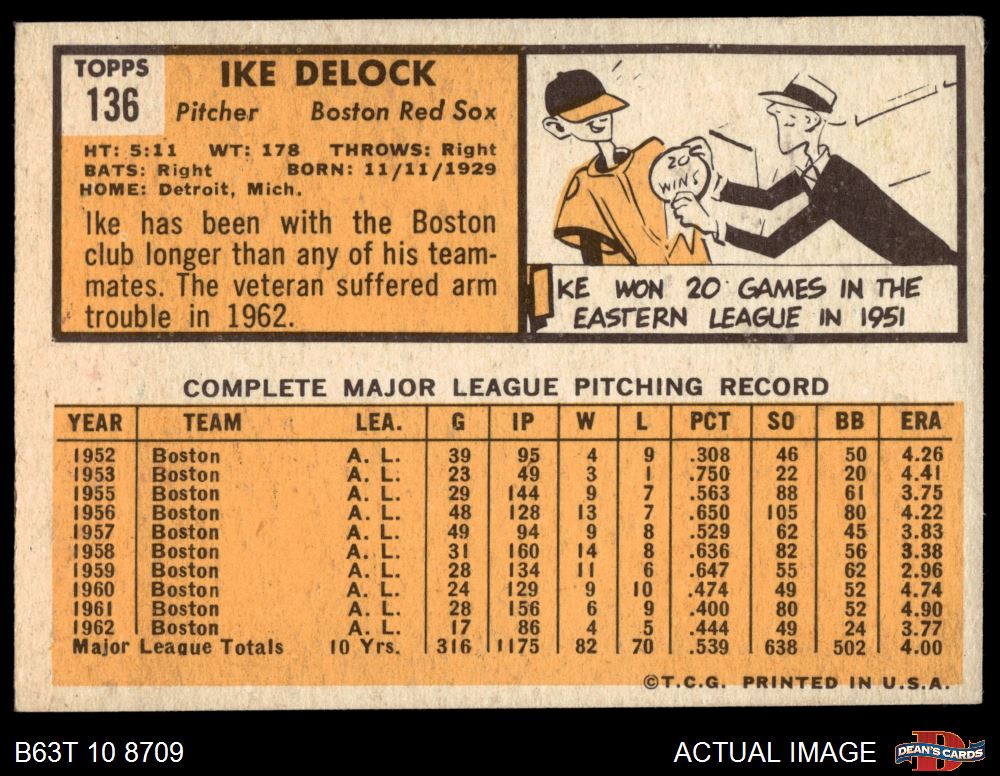 TOPPS
136
IKE DELOCK
Pitcher Boston Red Sox
HT: 5:11 WT: 178 THROWS: Right
BATS: Right BORN: 11/11/1929
HOME: Detroit, Mich.
Ike has been with the Boston
club longer than any of his team-
mates. The veteran suffered arm
trouble in 1962.
20
WINS
IKE WON 20 GAMES IN THE
EASTERN LEAGUE IN 1951
COMPLETE MAJOR LEAGUE PITCHING RECORD
YEAR TEAM LEA. G IP W L PCT SO BB ERA
1952 Boston A. L. 39 95 4 9 .308 46 50 4.26
1953 Boston A. L. 23 49 3 1 .750 22 20 4.41
1955 Boston A. L. 29 144 9 7 .563 88 61 3.75
1956 Boston A. L. 48 128 13 7 .650 105 80 4.22
1957 Boston A. L. 49 94 9 8 .529 62 45 3.83
1958 Boston A. L. 31 160 14 8 .636 82 56 3.38
1959 Boston A. L. 28 134 11 6 .647 55 62 2.96
1960 Boston A. L. 24 129 9 10 .474 49 52 4.74
1961 Boston A. L. 28 156 6 9 .400 80 52 4.90
1962 Boston A. L. 17 86 4 5 .444 49 24 3.77
Major League Totals 10 Yrs. 316 1175 82 70 .539 638 502 4.00
©T.C.G. PRINTED IN U.S.A.
B63T 10 8709 ACTUAL IMAGE
D
DEAN'S CARDS